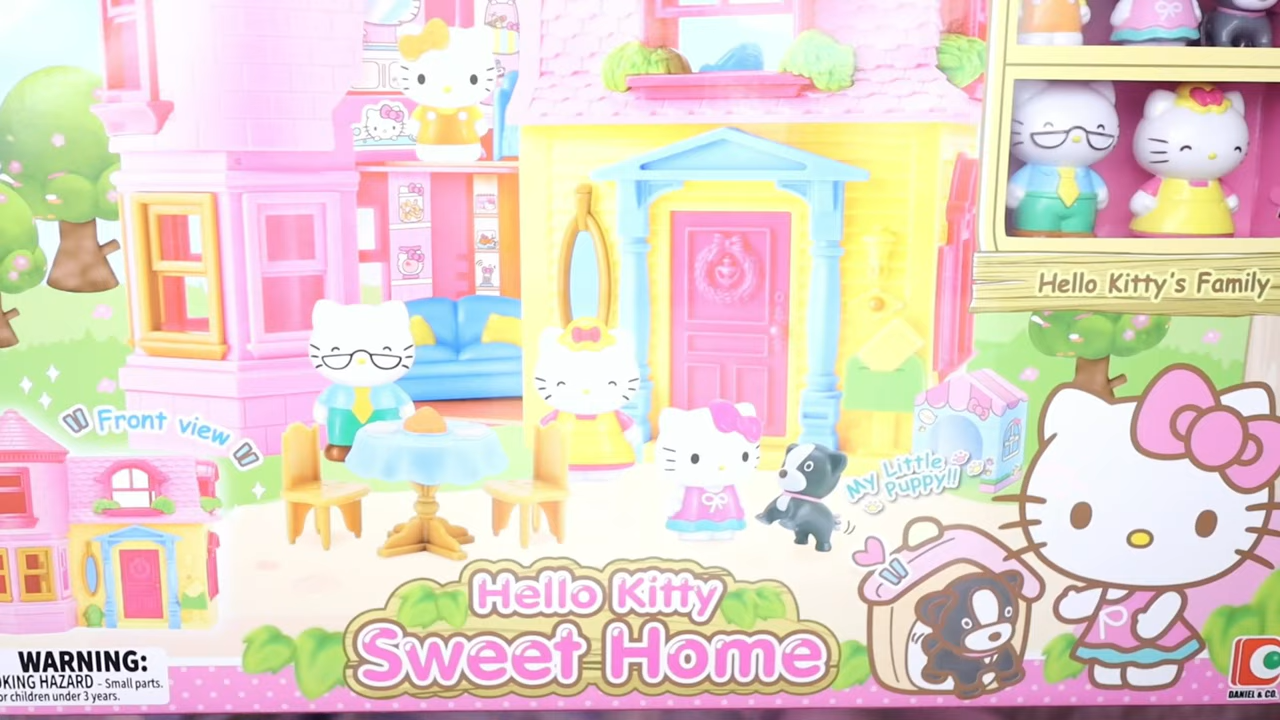 Hello Kitty's Family
Front view
My Little
Puppy!!
Hello Kitty
Sweet Home
WARNING:
OKING HAZARD - Small parts.
or children under 3 years.
DANIEL & CO.